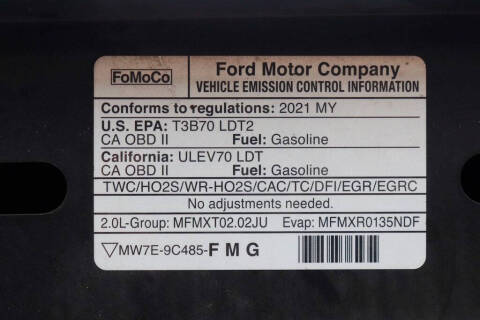 FoMoCo
Ford Motor Company
VEHICLE EMISSION CONTROL INFORMATION
Conforms to regulations: 2021 MY
U.S. EPA: T3B70 LDT2
CA OBD II Fuel: Gasoline
California: ULEV70 LDT
CA OBD II Fuel: Gasoline
TWC/HO2S/WR-HO2S/CAC/TC/DFI/EGR/EGRC
No adjustments needed.
2.0L-Group: MFMXT02.02JU Evap: MFMXR0135NDF
MW7E-9C485-FMG